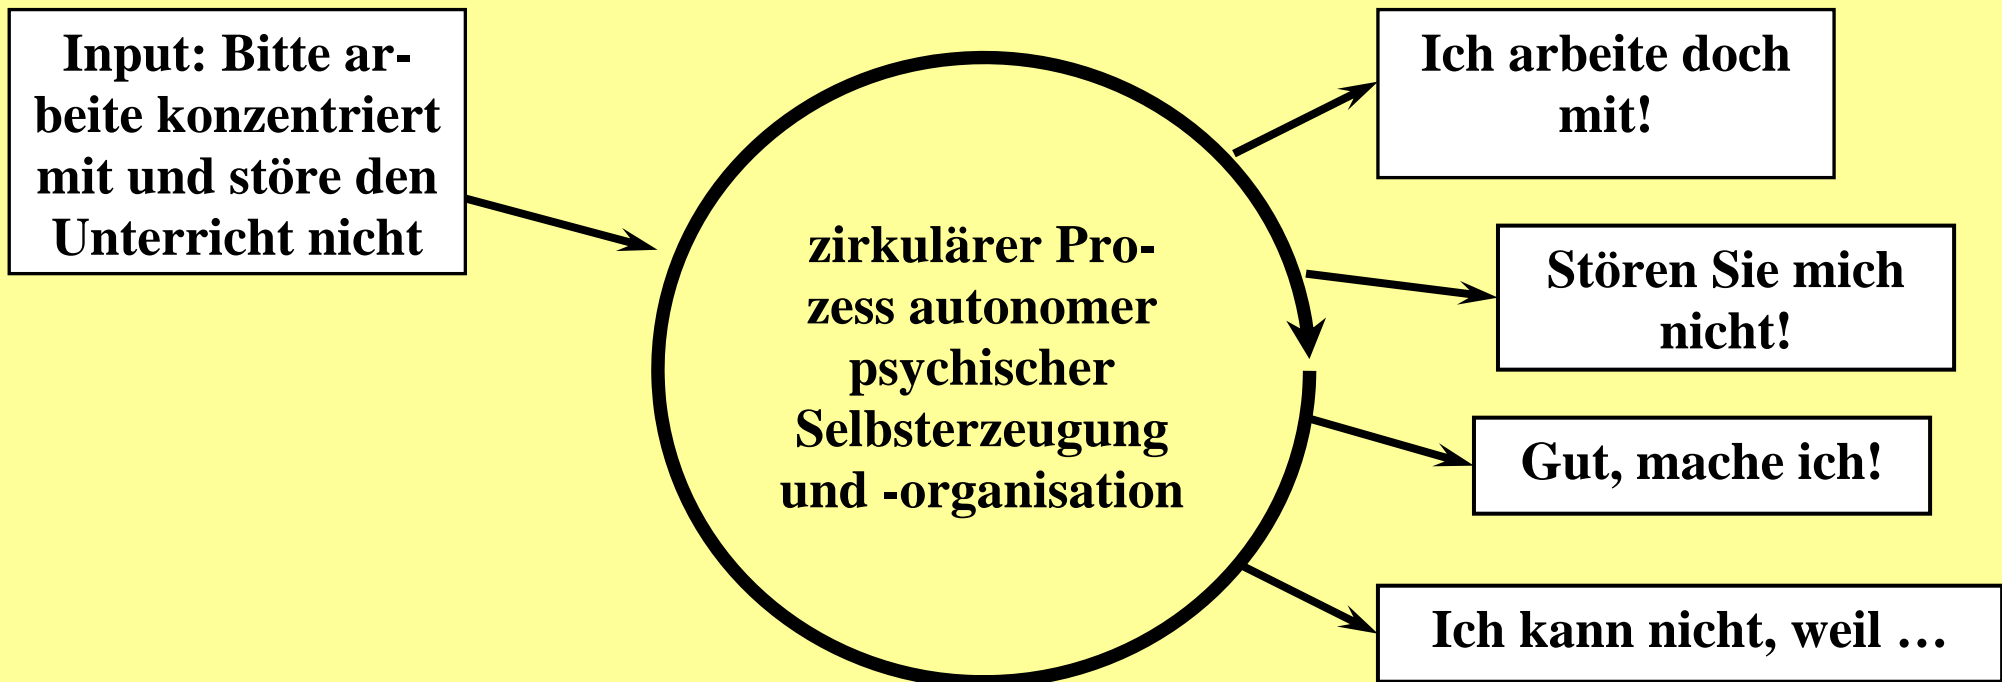 Input: Bitte ar-
beite konzentriert
mit und störe den
Unterricht nicht
zirkulärer Pro-
zess autonomer
psychischer
Selbsterzeugung
und -organisation
Ich arbeite doch
mit!
Stören Sie mich
nicht!
Gut, mache ich!
Ich kann nicht, weil …